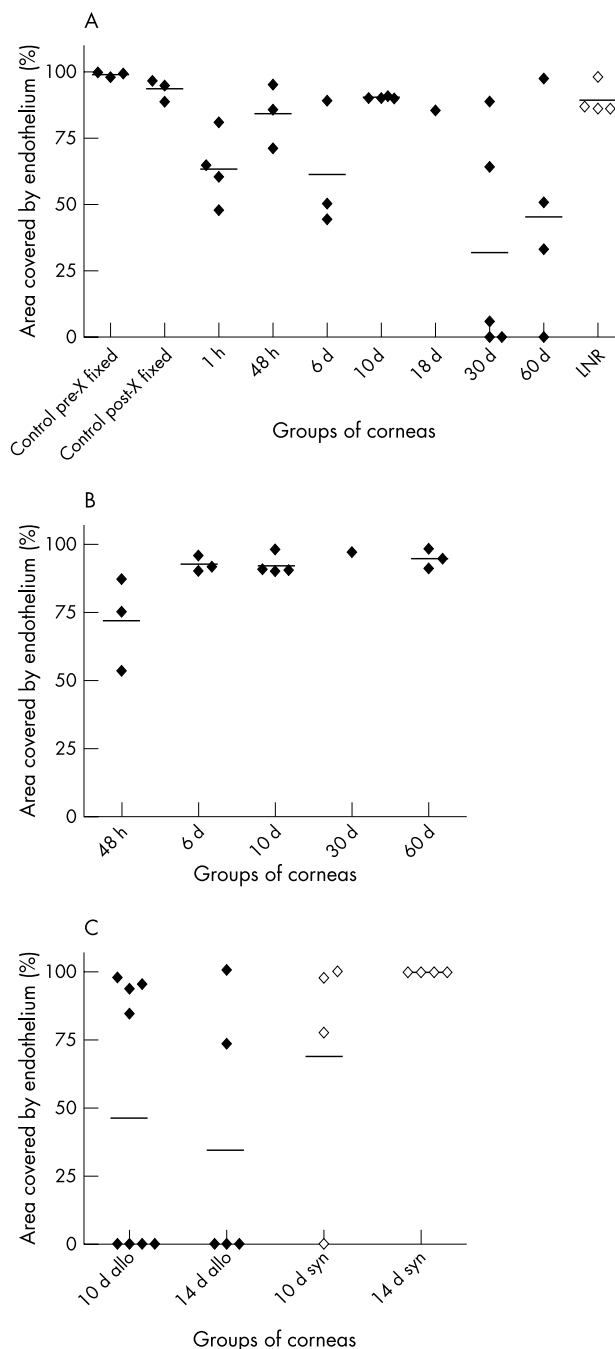 A
Area covered by endothelium (%)
100
75
50
25
0
Control pre-X fixed
Control post-X fixed
1 h
48 h
6 d
10 d
18 d
30 d
60 d
LNR
Groups of corneas
B
Area covered by endothelium (%)
100
75
50
25
0
48 h
6 d
10 d
30 d
60 d
Groups of corneas
C
Area covered by endothelium (%)
100
75
50
25
0
10 d allo
14 d allo
10 d syn
14 d syn
Groups of corneas